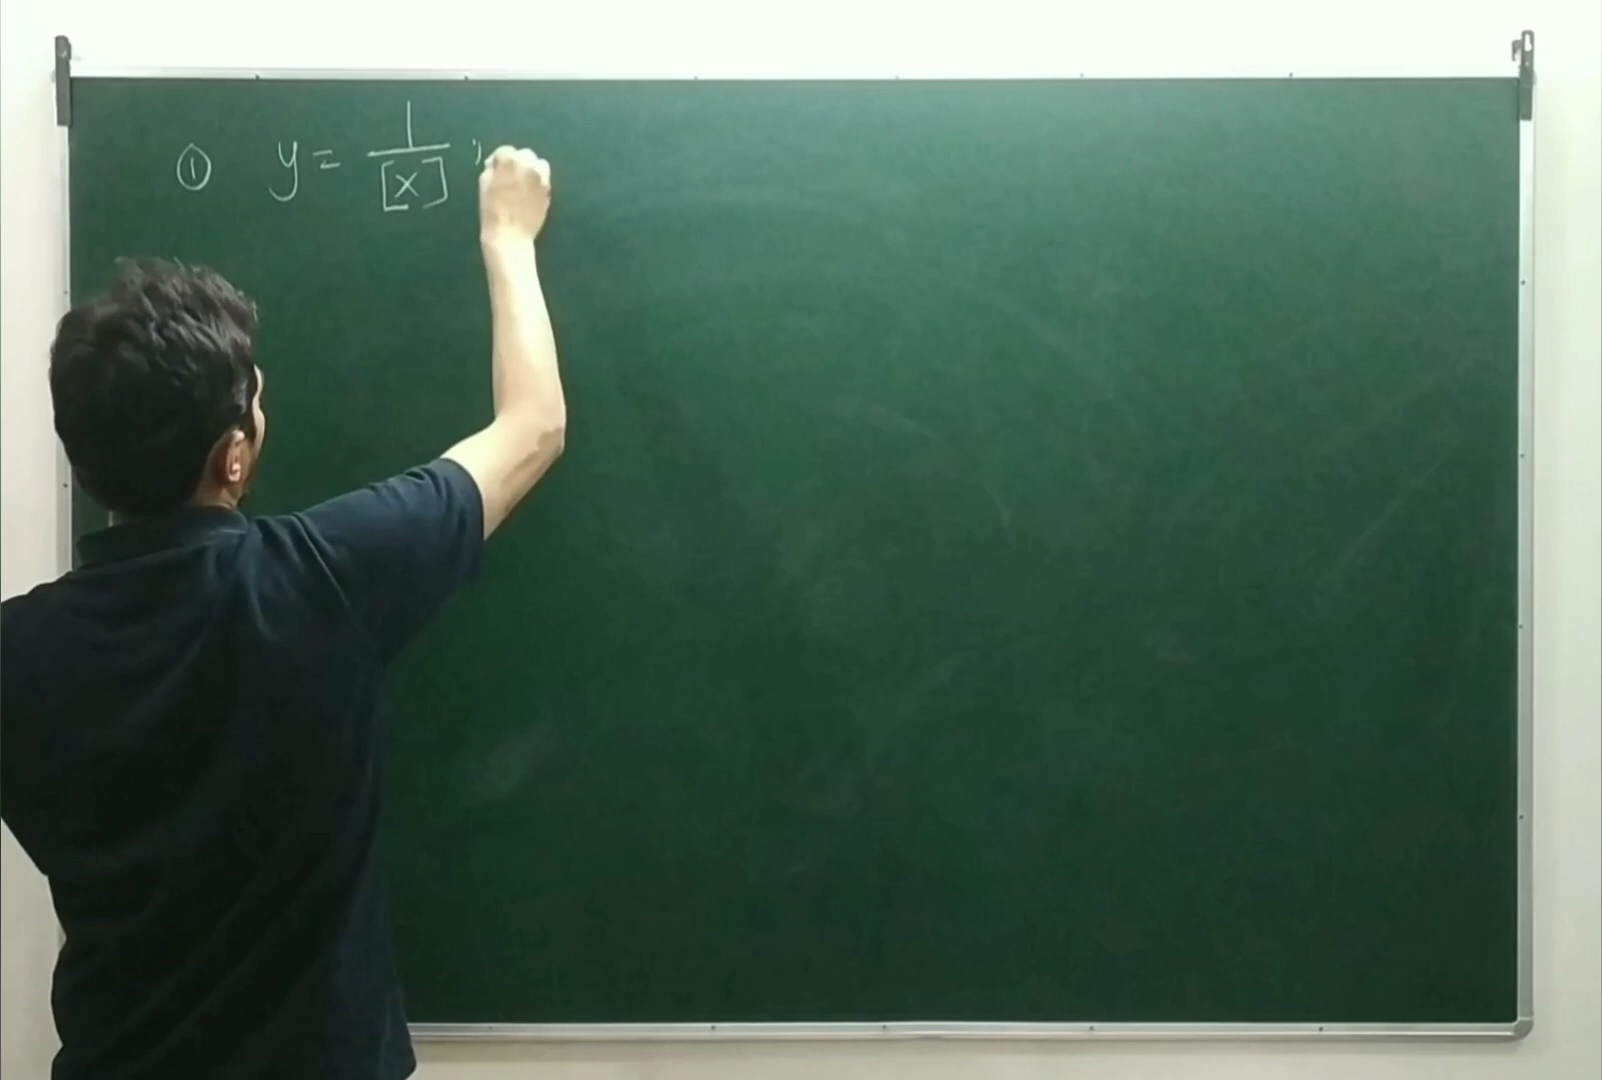 ① y = 1/[x] ;